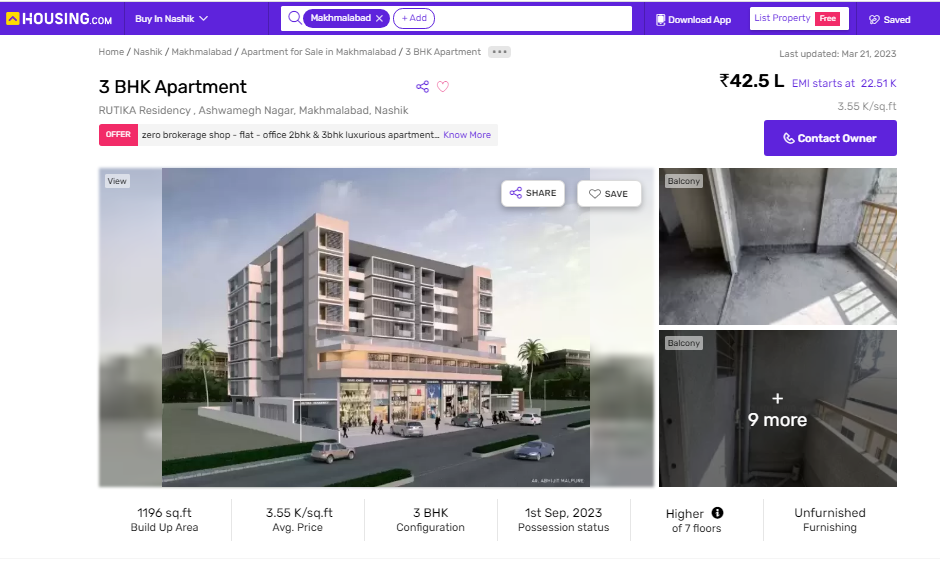 HOUSING.COM
Buy In Nashik
Makhmalabad
+ Add
Download App
List Property Free
Saved
Home / Nashik / Makhmalabad / Apartment for Sale in Makhmalabad / 3 BHK Apartment
Last updated: Mar 21, 2023
3 BHK Apartment
₹42.5 L EMI starts at 22.51 K
RUTIKA Residency , Ashwamegh Nagar, Makhmalabad, Nashik
3.55 K/sq.ft
OFFER zero brokerage shop - flat - office 2bhk & 3bhk luxurious apartment... Know More
Contact Owner
View
SHARE
SAVE
Balcony
Balcony
+
9 more
AR. ABHIJIT MALPURE.
1196 sq.ft
Build Up Area
3.55 K/sq.ft
Avg. Price
3 BHK
Configuration
1st Sep, 2023
Possession status
Higher
of 7 floors
Unfurnished
Furnishing